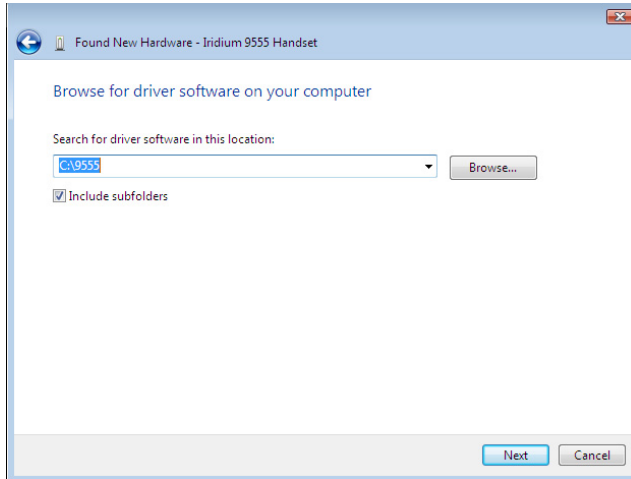 Found New Hardware - Iridium 9555 Handset
Browse for driver software on your computer
Search for driver software in this location:
C:\9555
Browse...
Include subfolders
Next
Cancel